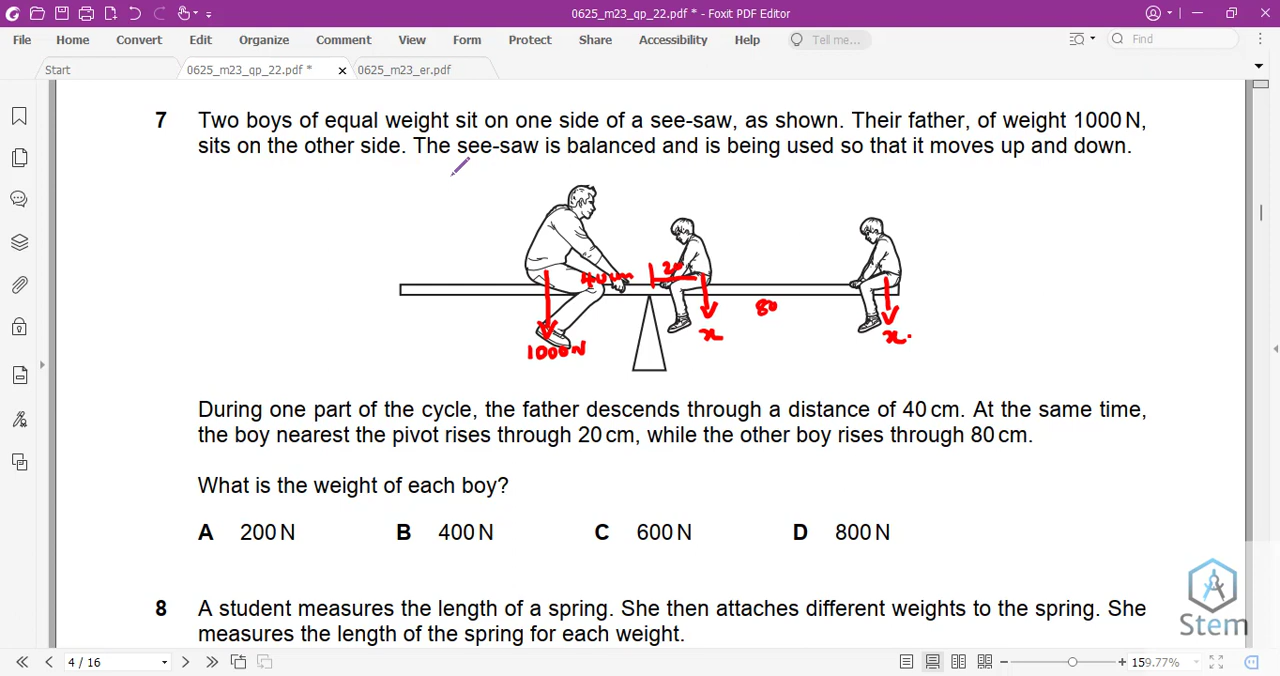 0625_m23_qp_22.pdf * - Foxit PDF Editor
File Home Convert Edit Organize Comment View Form Protect Share Accessibility Help Tell me... Find
Start 0625_m23_qp_22.pdf * 0625_m23_er.pdf
7 Two boys of equal weight sit on one side of a see-saw, as shown. Their father, of weight 1000 N,
sits on the other side. The see-saw is balanced and is being used so that it moves up and down.
20
80
x
x.
1000 N
During one part of the cycle, the father descends through a distance of 40 cm. At the same time,
the boy nearest the pivot rises through 20 cm, while the other boy rises through 80 cm.
What is the weight of each boy?
A 200 N B 400 N C 600 N D 800 N
8 A student measures the length of a spring. She then attaches different weights to the spring. She
measures the length of the spring for each weight.
Stem
4 / 16
159.77%